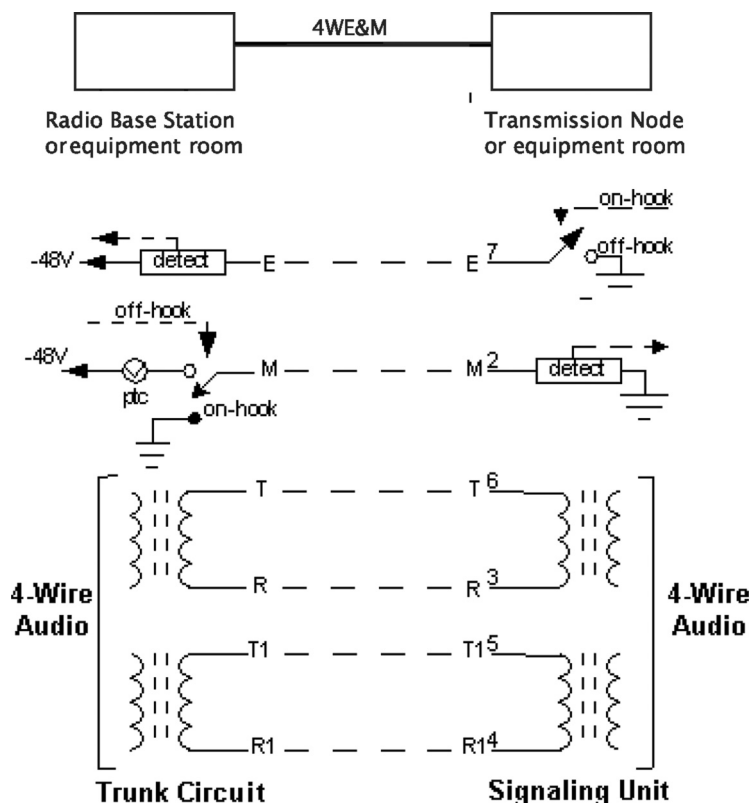 4WE&M
Radio Base Station
or equipment room
Transmission Node
or equipment room
on-hook
-48V
detect
E
E
7
off-hook
off-hook
-48V
ptc
M
M
2
detect
on-hook
T
T
6
R
R
3
4-Wire
Audio
4-Wire
Audio
T1
T1
5
R1
R1
4
Trunk Circuit
Signaling Unit